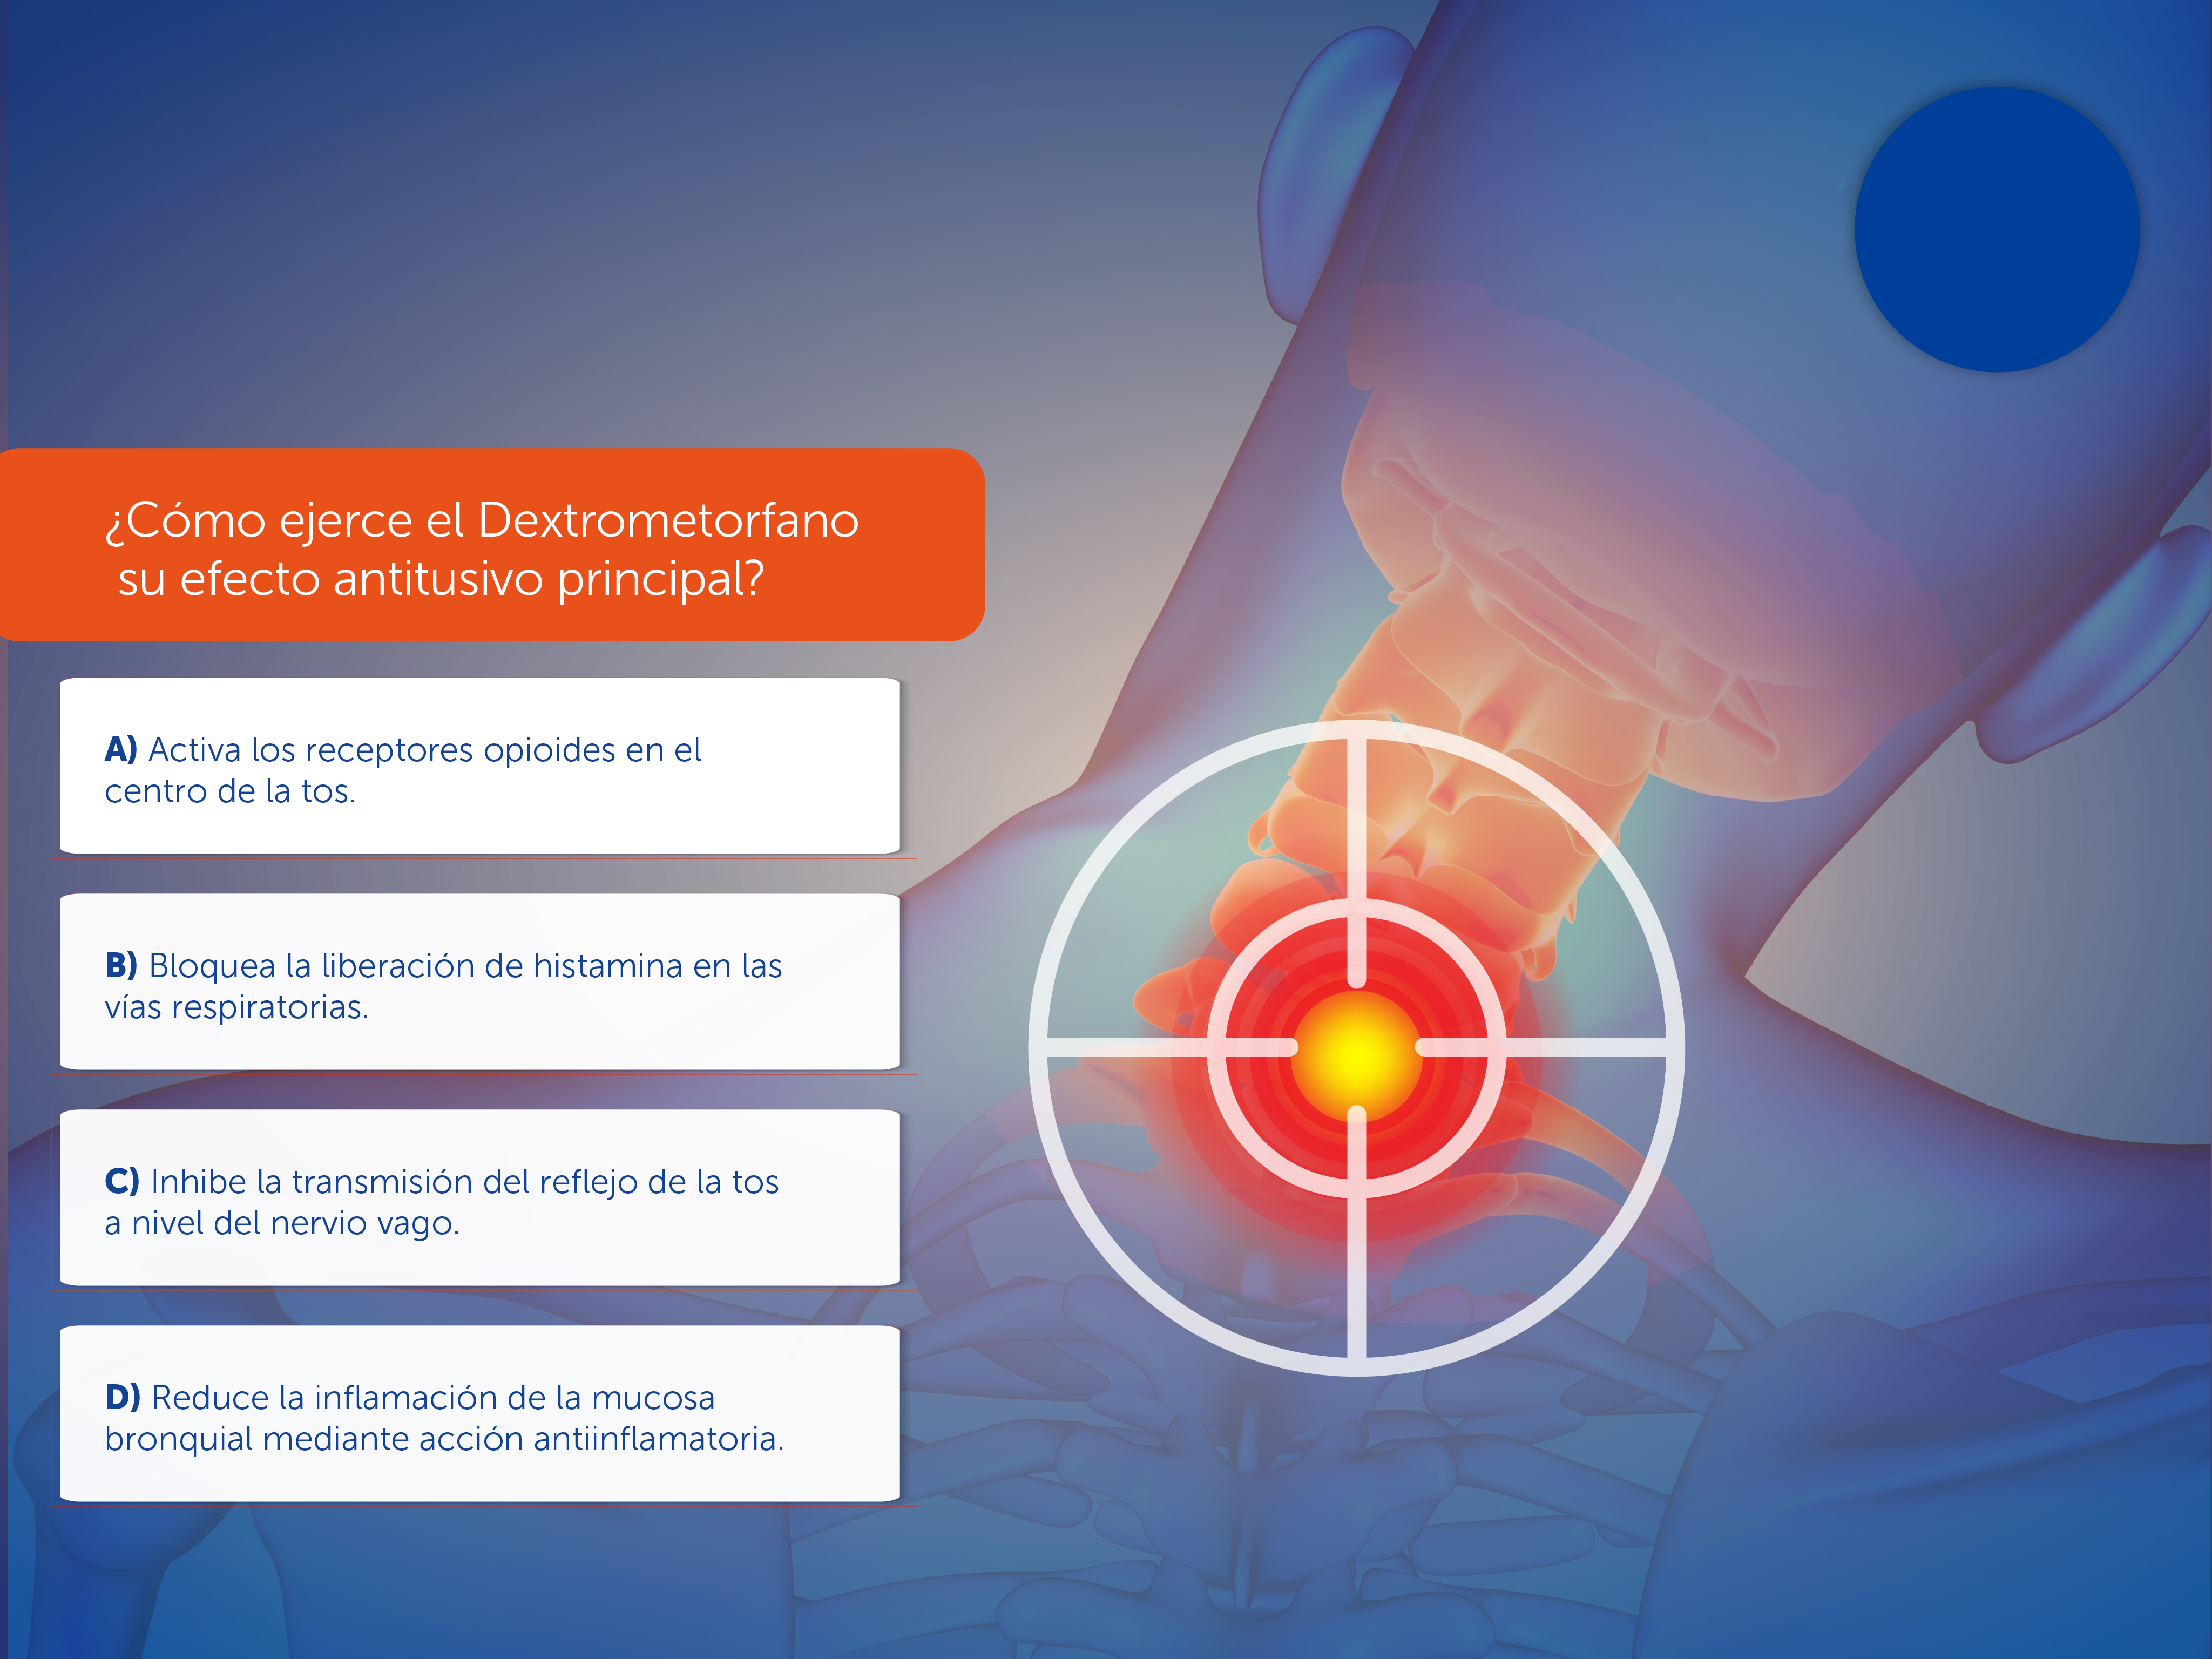 ¿Cómo ejerce el Dextrometorfano
su efecto antitusivo principal?
A) Activa los receptores opioides en el
centro de la tos.
B) Bloquea la liberación de histamina en las
vías respiratorias.
C) Inhibe la transmisión del reflejo de la tos
a nivel del nervio vago.
D) Reduce la inflamación de la mucosa
bronquial mediante acción antiinflamatoria.